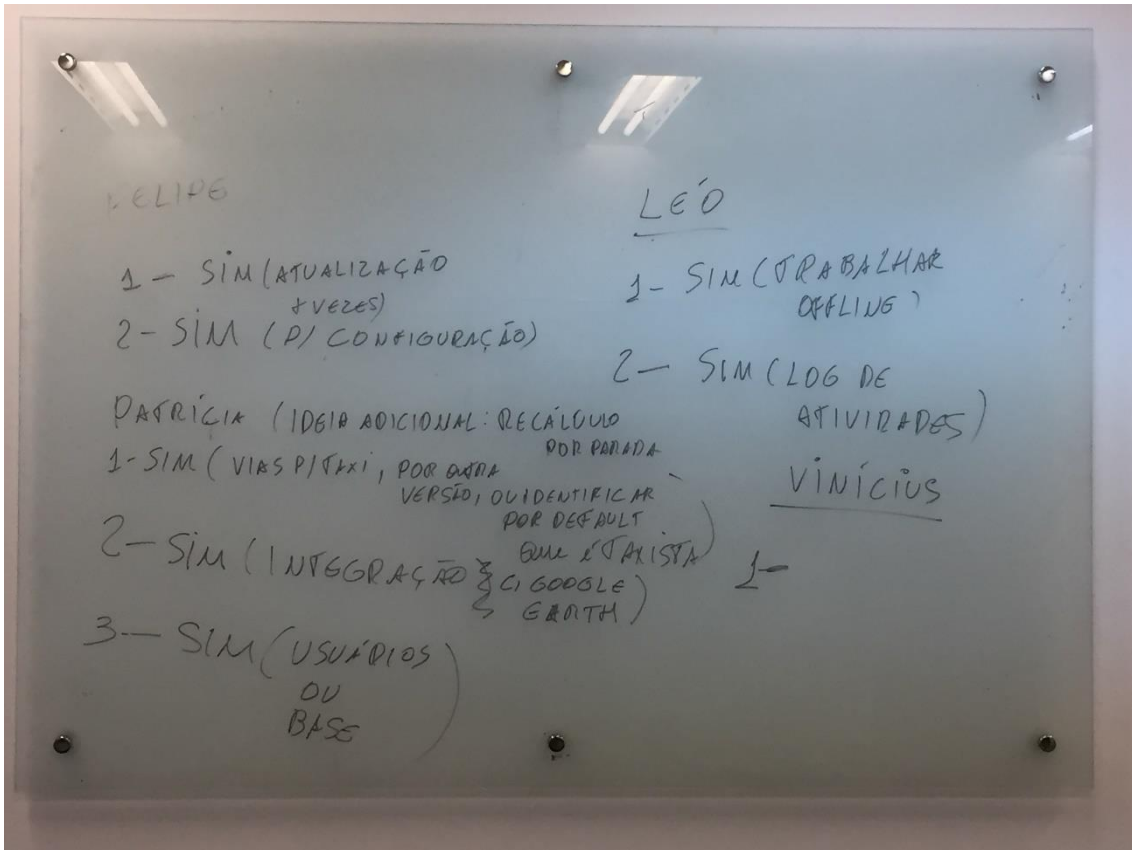 FELIPE
1 - SIM (ATUALIZAÇÃO
+ VEZES)
2 - SIM (P/ CONFIGURAÇÃO)
PATRÍCIA (IDEIA ADICIONAL: RECÁLCULO
POR PARADA
1 - SIM (VIAS P/ TAXI, POR OUTRA
VERSÃO, OU IDENTIFICAR
POR DEFAULT
QUE É TAXISTA)
2 - SIM (INTEGRAÇÃO C/ GOOGLE
EARTH)
3 - SIM (USUÁRIOS
OU
BASE)
LEÓ
1 - SIM (TRABALHAR
OFFLINE)
2 - SIM (LOG DE
ATIVIDADES)
VINÍCIUS
1 -